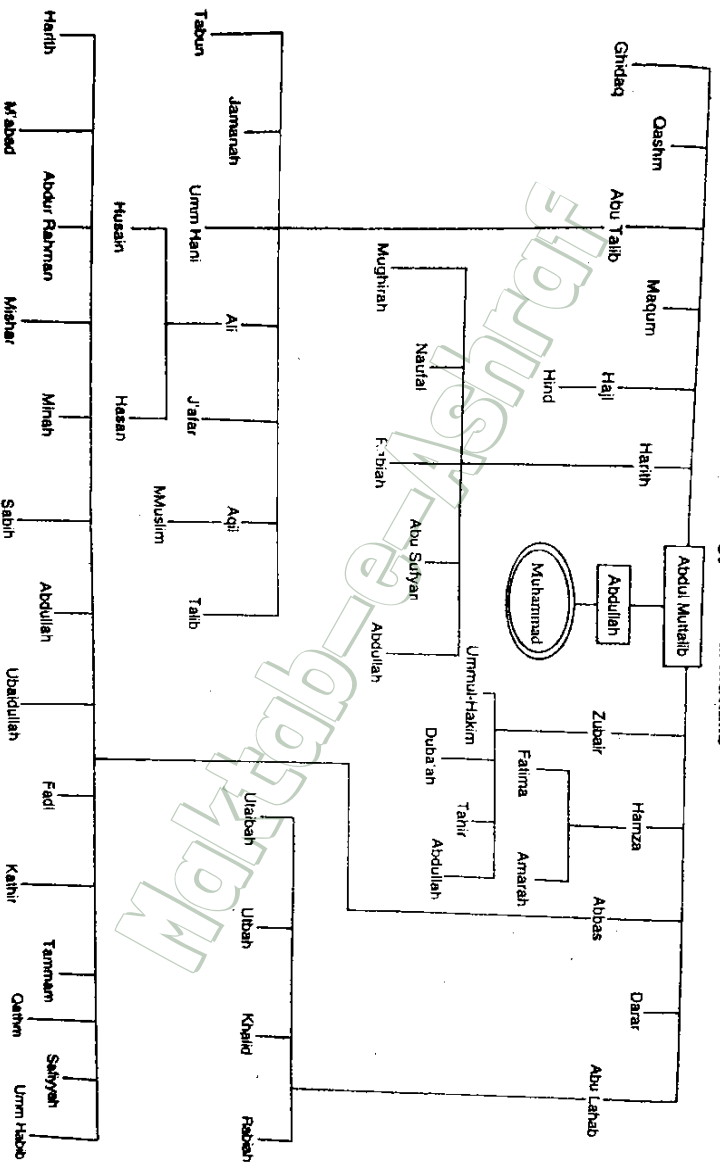 Abdul Muttalib
Ghidaq
Qashm
Abu Talib
Maqum
Hajl
Harith
Abdullah
Zubair
Hamza
Abbas
Darar
Abu Lahab
Hind
Muhammad
Mughirah
Naufal
Abu Sufyan
Abdullah
Ummul-Hakim
Duba'ah
Tahir
Abdullah
Fatima
Amarah
Tabun
Jamanah
Umm Hani
Ali
J'afar
Aqil
Talib
Husain
Hasan
MMuslim
Utaibah
Utbah
Khalid
Rabiah
Harith
M'abad
Abdur Rahman
Mishar
Minah
Sabih
Abdullah
Ubaidullah
Fadl
Kathir
Tammam
Qathm
Safiyyah
Umm Habib
Maktab-e-Ashraf